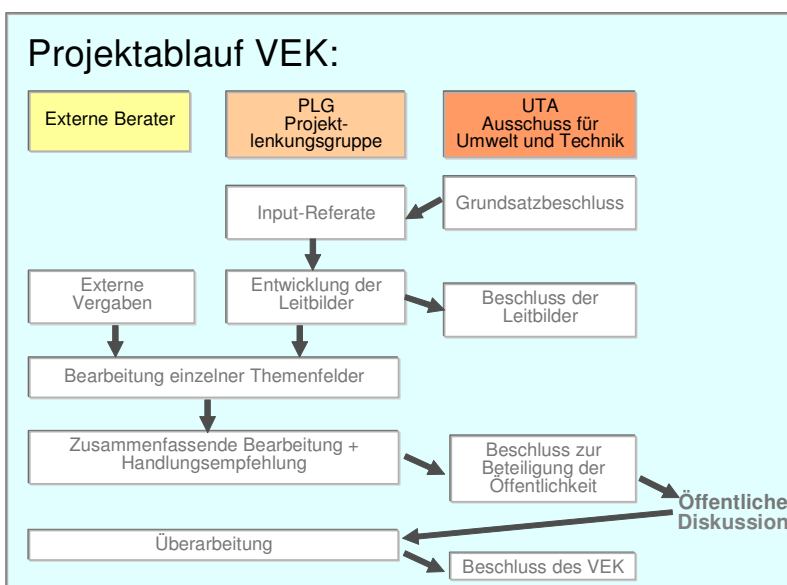 Projektablauf VEK:
Externe Berater
PLG
Projekt-
lenkungsgruppe
UTA
Ausschuss für
Umwelt und Technik
Input-Referate
Grundsatzbeschluss
Externe
Vergaben
Entwicklung der
Leitbilder
Beschluss der
Leitbilder
Bearbeitung einzelner Themenfelder
Zusammenfassende Bearbeitung +
Handlungsempfehlung
Beschluss zur
Beteiligung der
Öffentlichkeit
Öffentliche
Diskussion
Überarbeitung
Beschluss des VEK